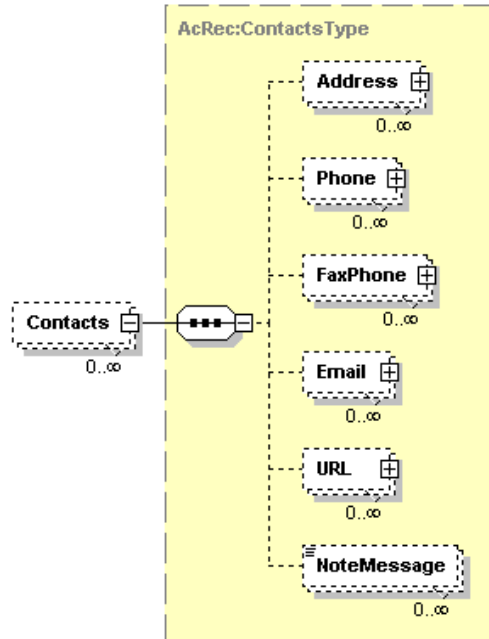 AcRec:ContactsType
Address
0..∞
Phone
0..∞
FaxPhone
0..∞
Contacts
0..∞
Email
0..∞
URL
0..∞
NoteMessage
0..∞